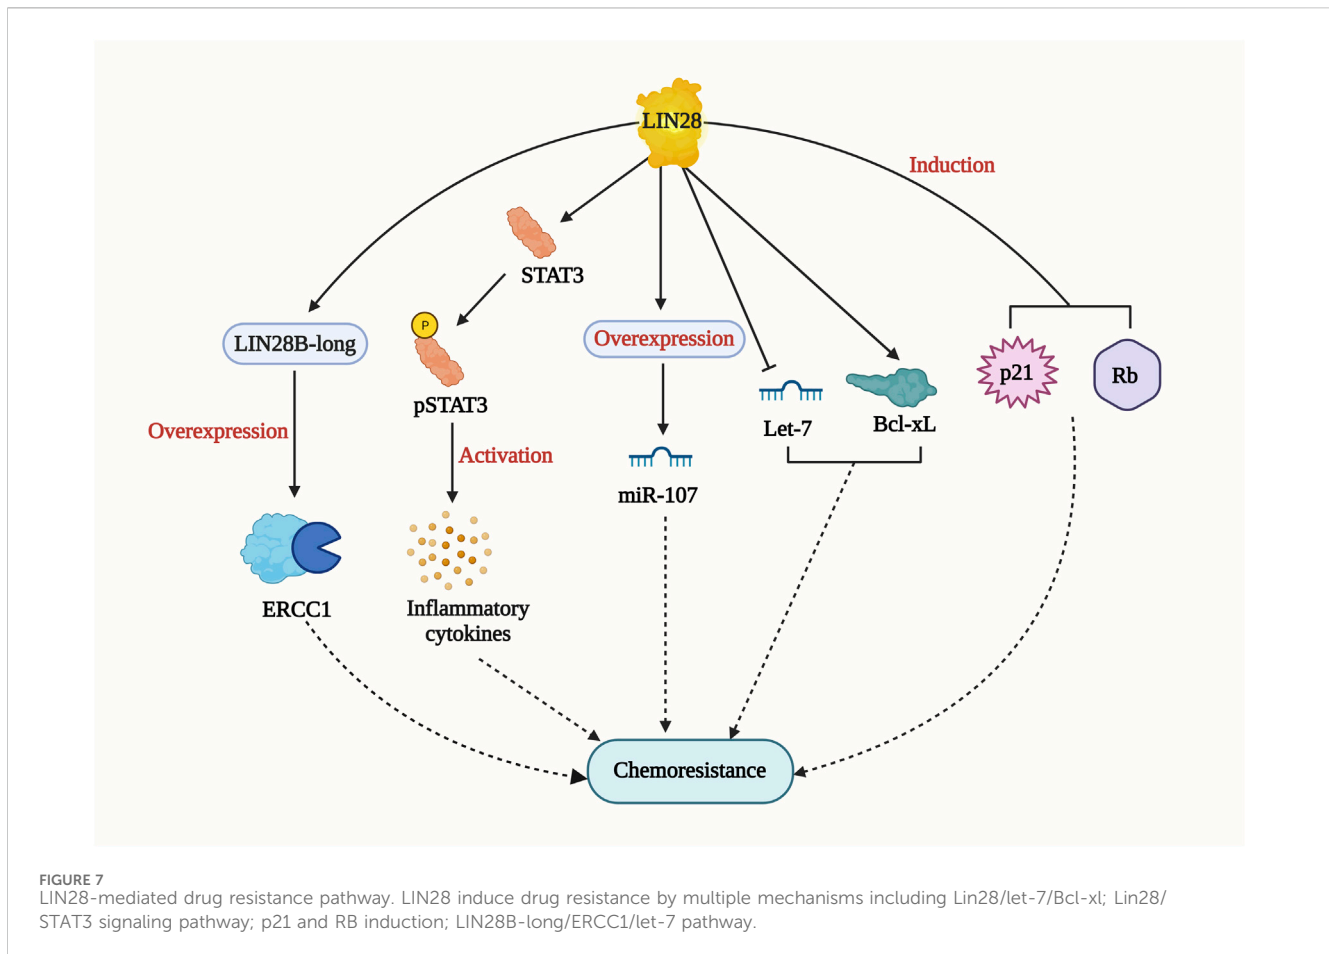 LIN28
Induction
STAT3
LIN28B-long
Overexpression
P
pSTAT3
p21
Rb
Let-7
Bcl-xL
Overexpression
Activation
miR-107
ERCC1
Inflammatory
cytokines
Chemoresistance
FIGURE 7
LIN28-mediated drug resistance pathway. LIN28 induce drug resistance by multiple mechanisms including Lin28/let-7/Bcl-xl; Lin28/
STAT3 signaling pathway; p21 and RB induction; LIN28B-long/ERCC1/let-7 pathway.